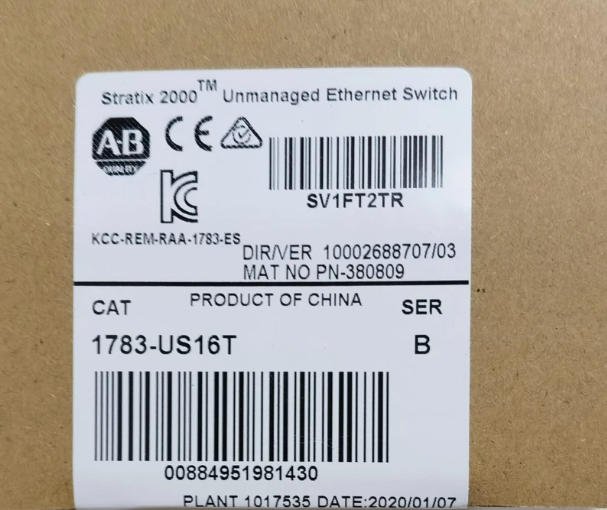 Stratix 2000™ Unmanaged Ethernet Switch
A-B
CE
SV1FT2TR
KC
KCC-REM-RAA-1783-ES
DIR/VER 10002688707/03
MAT NO PN-380809
PRODUCT OF CHINA
CAT SER
1783-US16T B
00884951981430
PLANT 1017535 DATE:2020/01/07